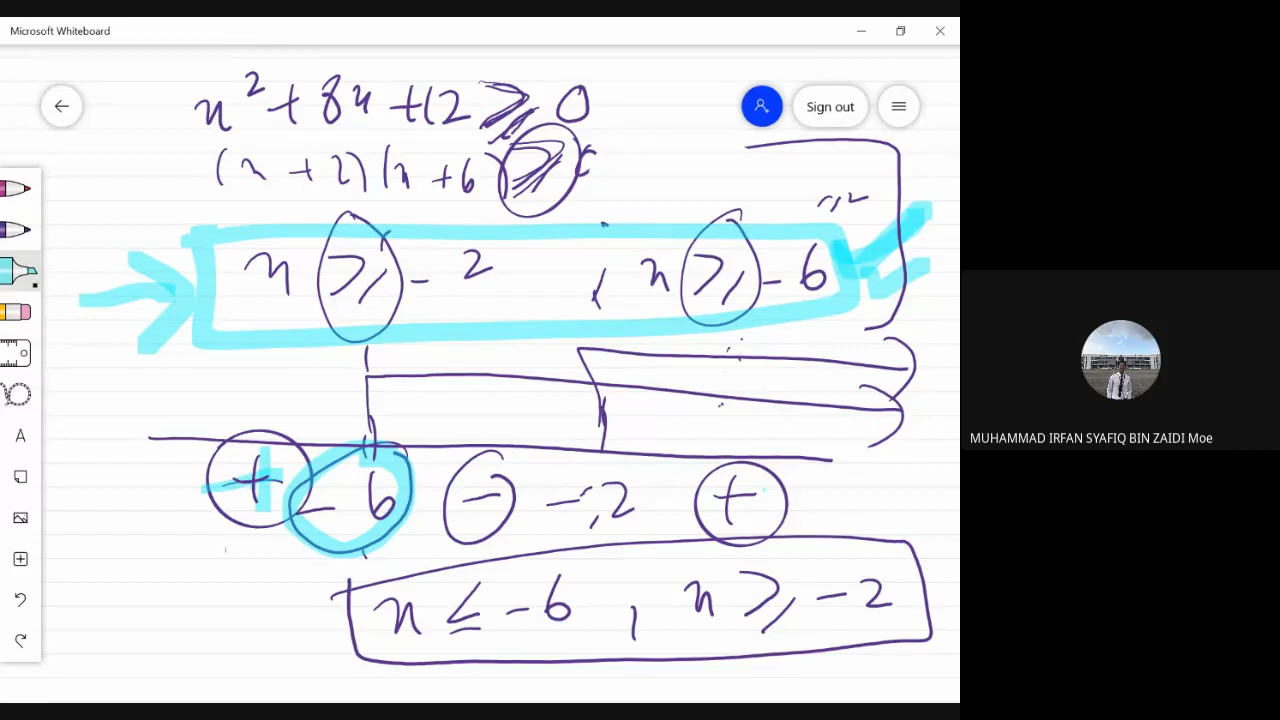 Microsoft Whiteboard
Sign out
x² + 8x + 12 ≥ 0
(x + 2)(x + 6) ≥
x ≥ -2 , x ≥ -6
+ -6 - -2 +
x ≤ -6 , x ≥ -2
A
MUHAMMAD IRFAN SYAFIQ BIN ZAIDI Moe